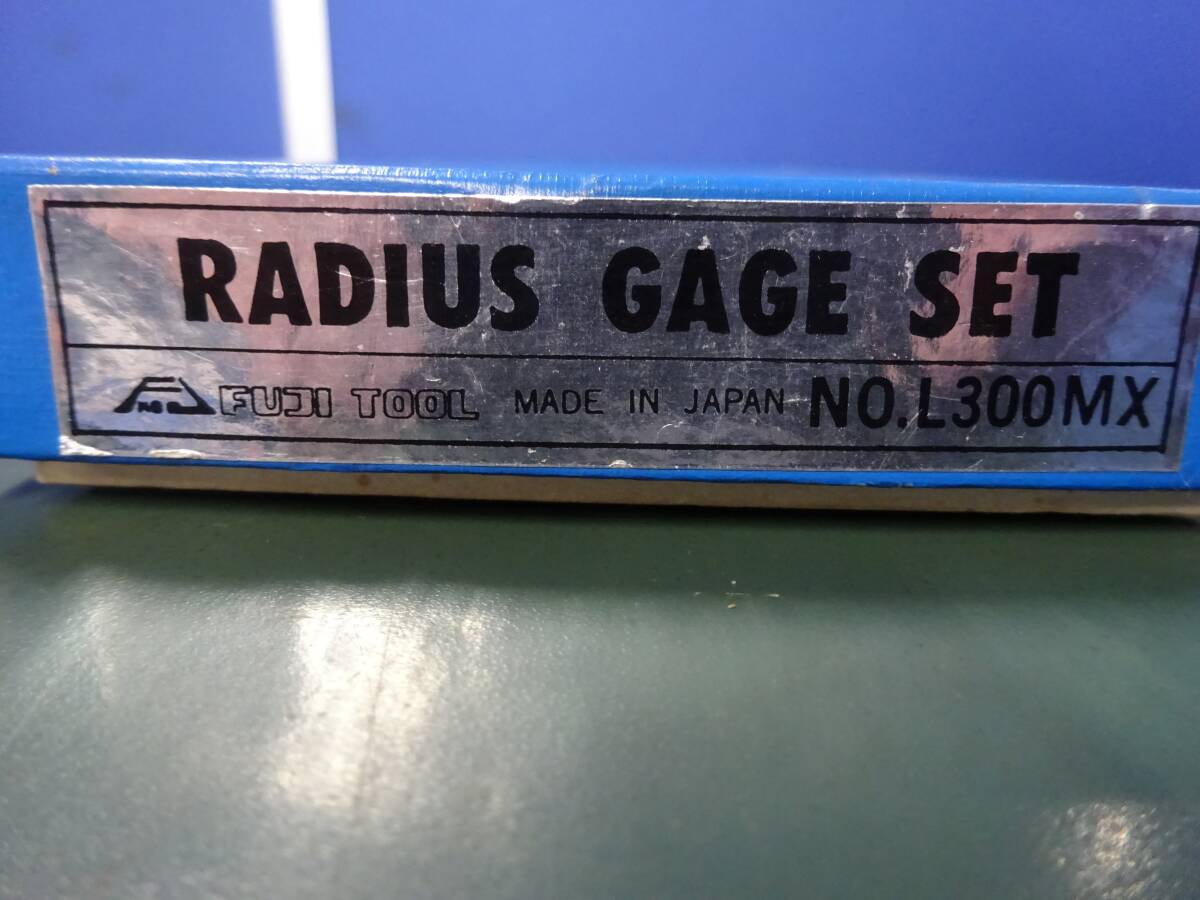 RADIUS GAGE SET
FUJI TOOL MADE IN JAPAN NO.L300MX